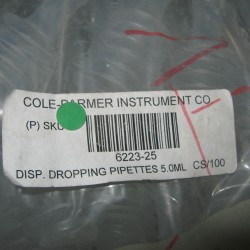 COLE-PARMER INSTRUMENT CO
(P) SKU
6223-25
DISP. DROPPING PIPETTES 5.0ML CS/100